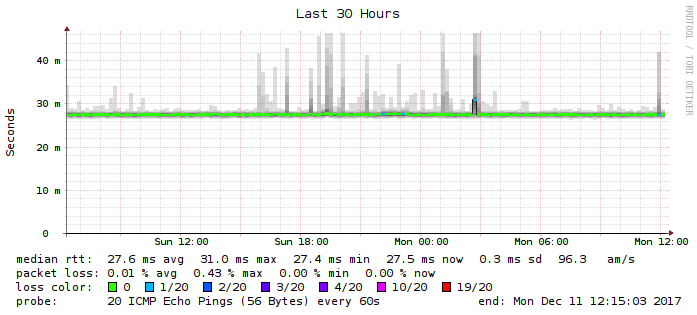 Last 30 Hours
RRDTOOL / TOBI OETIKER
Seconds
40 m
30 m
20 m
10 m
0
Sun 12:00 Sun 18:00 Mon 00:00 Mon 06:00 Mon 12:00
median rtt: 27.6 ms avg 31.0 ms max 27.4 ms min 27.5 ms now 0.3 ms sd 96.3 am/s
packet loss: 0.01 % avg 0.43 % max 0.00 % min 0.00 % now
loss color: 0 1/20 2/20 3/20 4/20 10/20 19/20
probe: 20 ICMP Echo Pings (56 Bytes) every 60s end: Mon Dec 11 12:15:03 2017